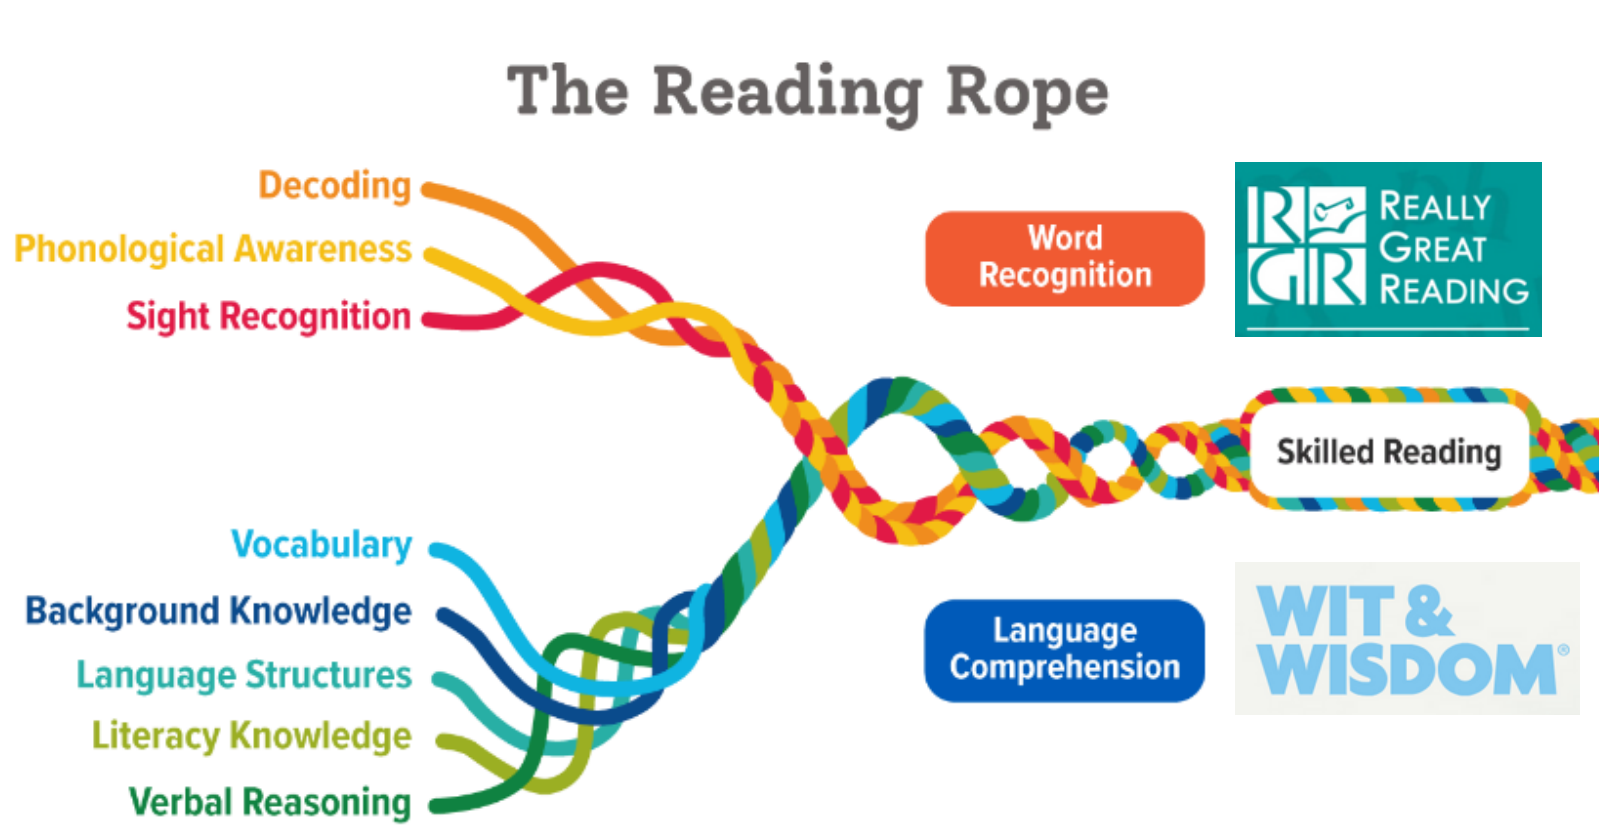 The Reading Rope
Decoding
Phonological Awareness
Sight Recognition
Word
Recognition
R
GR
REALLY
GREAT
READING
Skilled Reading
Vocabulary
Background Knowledge
Language Structures
Literacy Knowledge
Verbal Reasoning
Language
Comprehension
WIT &
WISDOM®